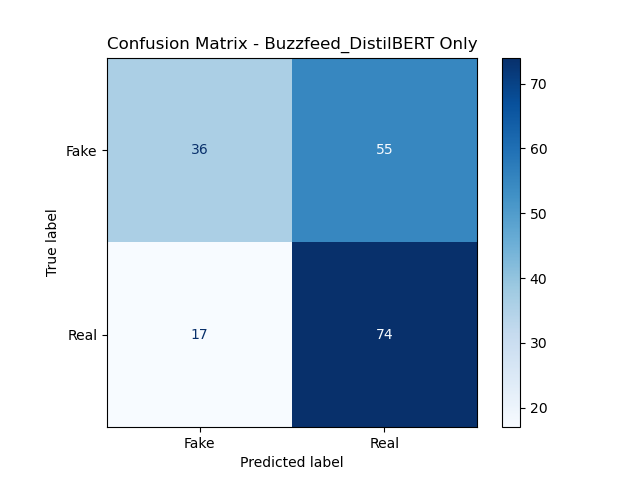 Confusion Matrix - Buzzfeed_DistilBERT Only
True label
Fake
36
55
Real
17
74
Fake
Real
Predicted label
70
60
50
40
30
20